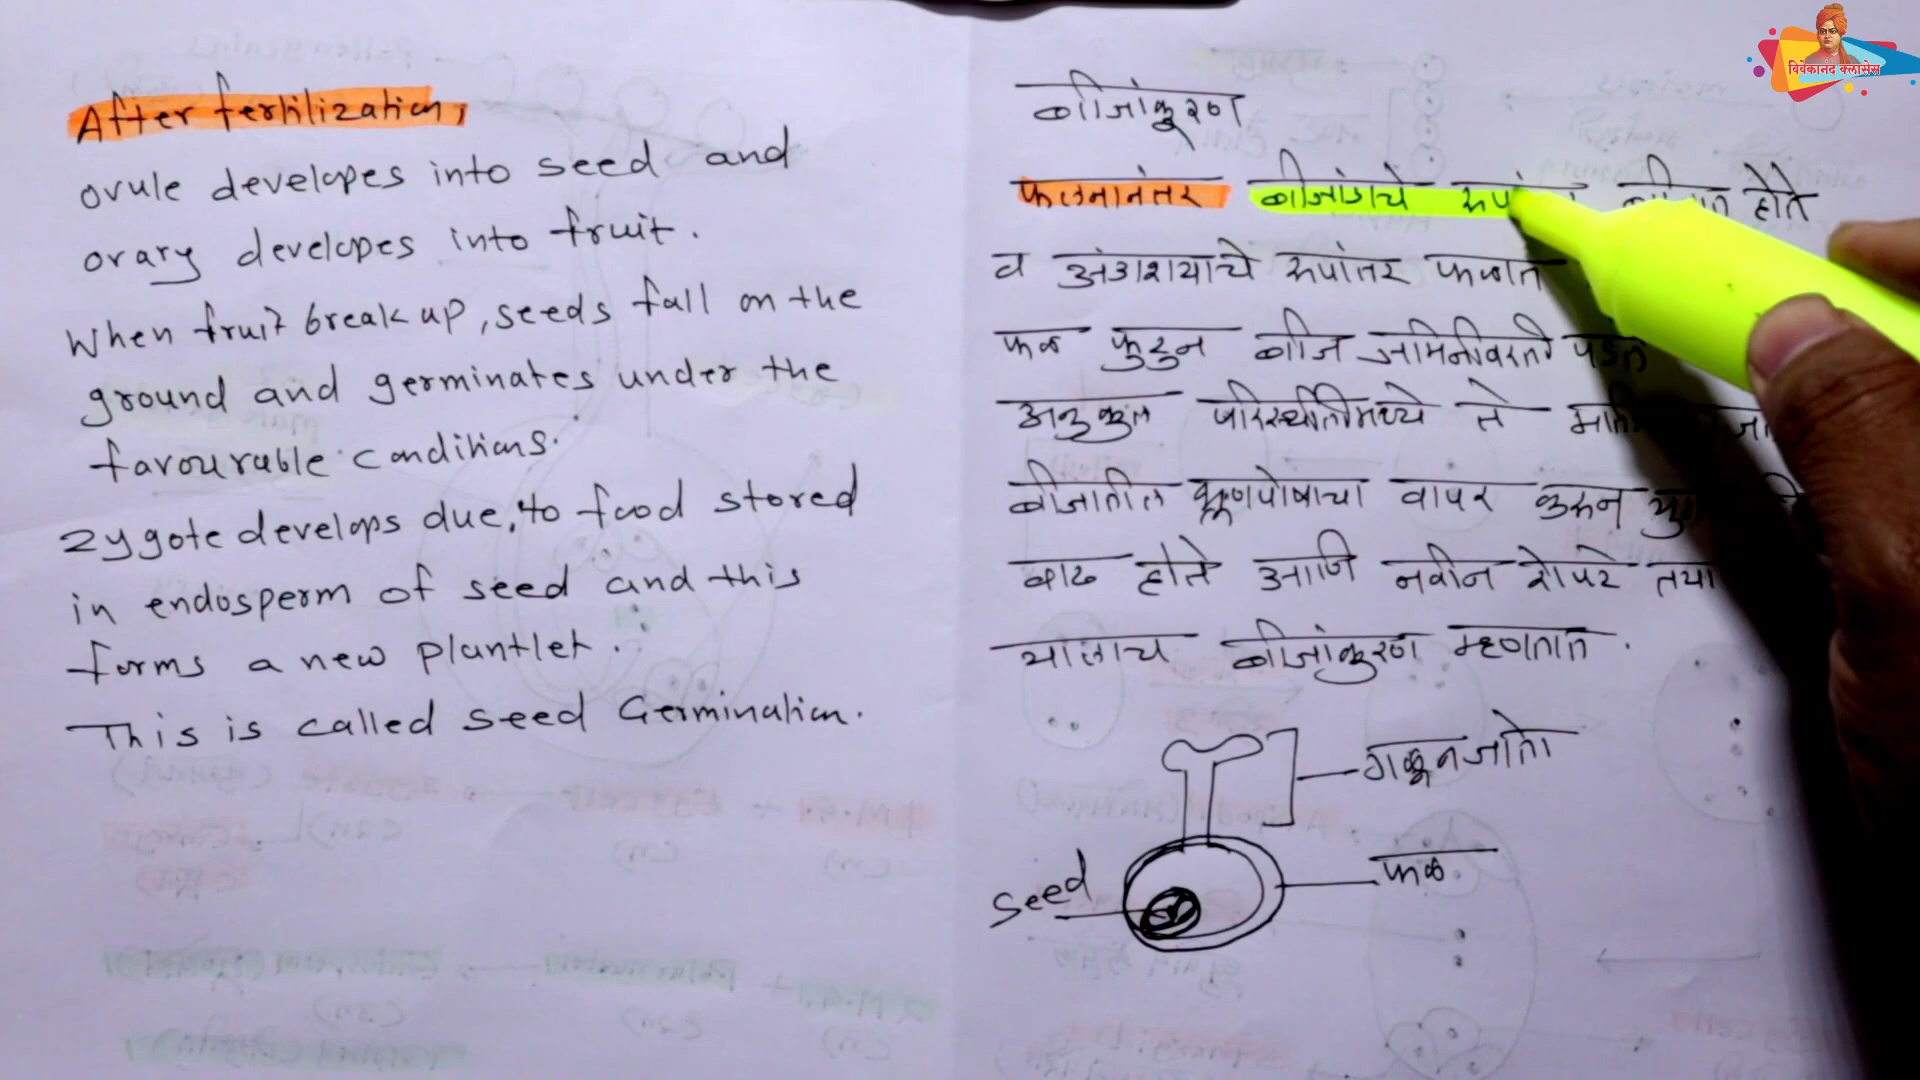 After fertilization,
ovule developes into seed and
orary developes into fruit.
When fruit break up, seeds fall on the
ground and germinates under the
favourable conditions.
Zygote develops due to food stored
in endosperm of seed and this
forms a new plantlet.
This is called seed Germination.
बीजांकूरण
फलनानंतर बीजांडाचे होते
व अंडाशयाचे रुपांतर फळात
फळ फुटुन बीज जमिनीवरती पडत
अनुकुल परिस्थीतीमध्ये ते
बीजातील भ्रूणपोषाचा वापर करुन
वाढ होते आणि नवीन रोपटे तया
यालाच बीजांकुरण म्हणतात.
गळून जातो
फळ
seed
विवेकानंद क्लासेस